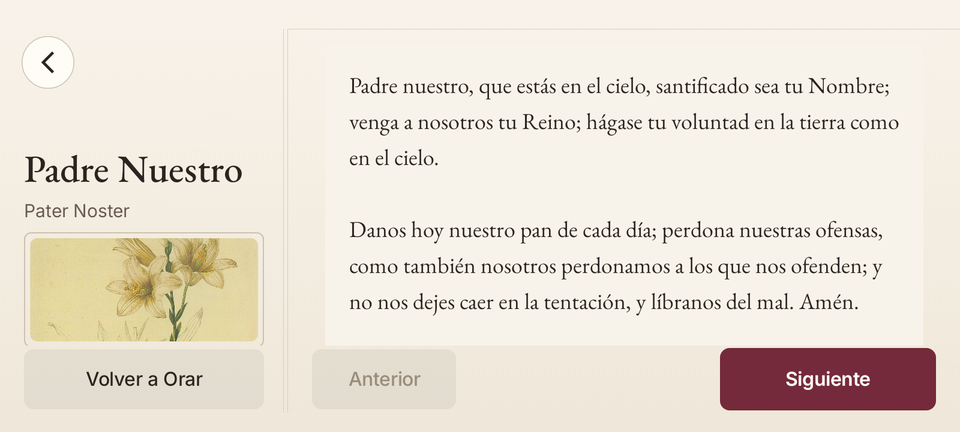 Padre Nuestro
Pater Noster
Volver a Orar
Padre nuestro, que estás en el cielo, santificado sea tu Nombre;
venga a nosotros tu Reino; hágase tu voluntad en la tierra como
en el cielo.
Danos hoy nuestro pan de cada día; perdona nuestras ofensas,
como también nosotros perdonamos a los que nos ofenden; y
no nos dejes caer en la tentación, y líbranos del mal. Amén.
Anterior
Siguiente